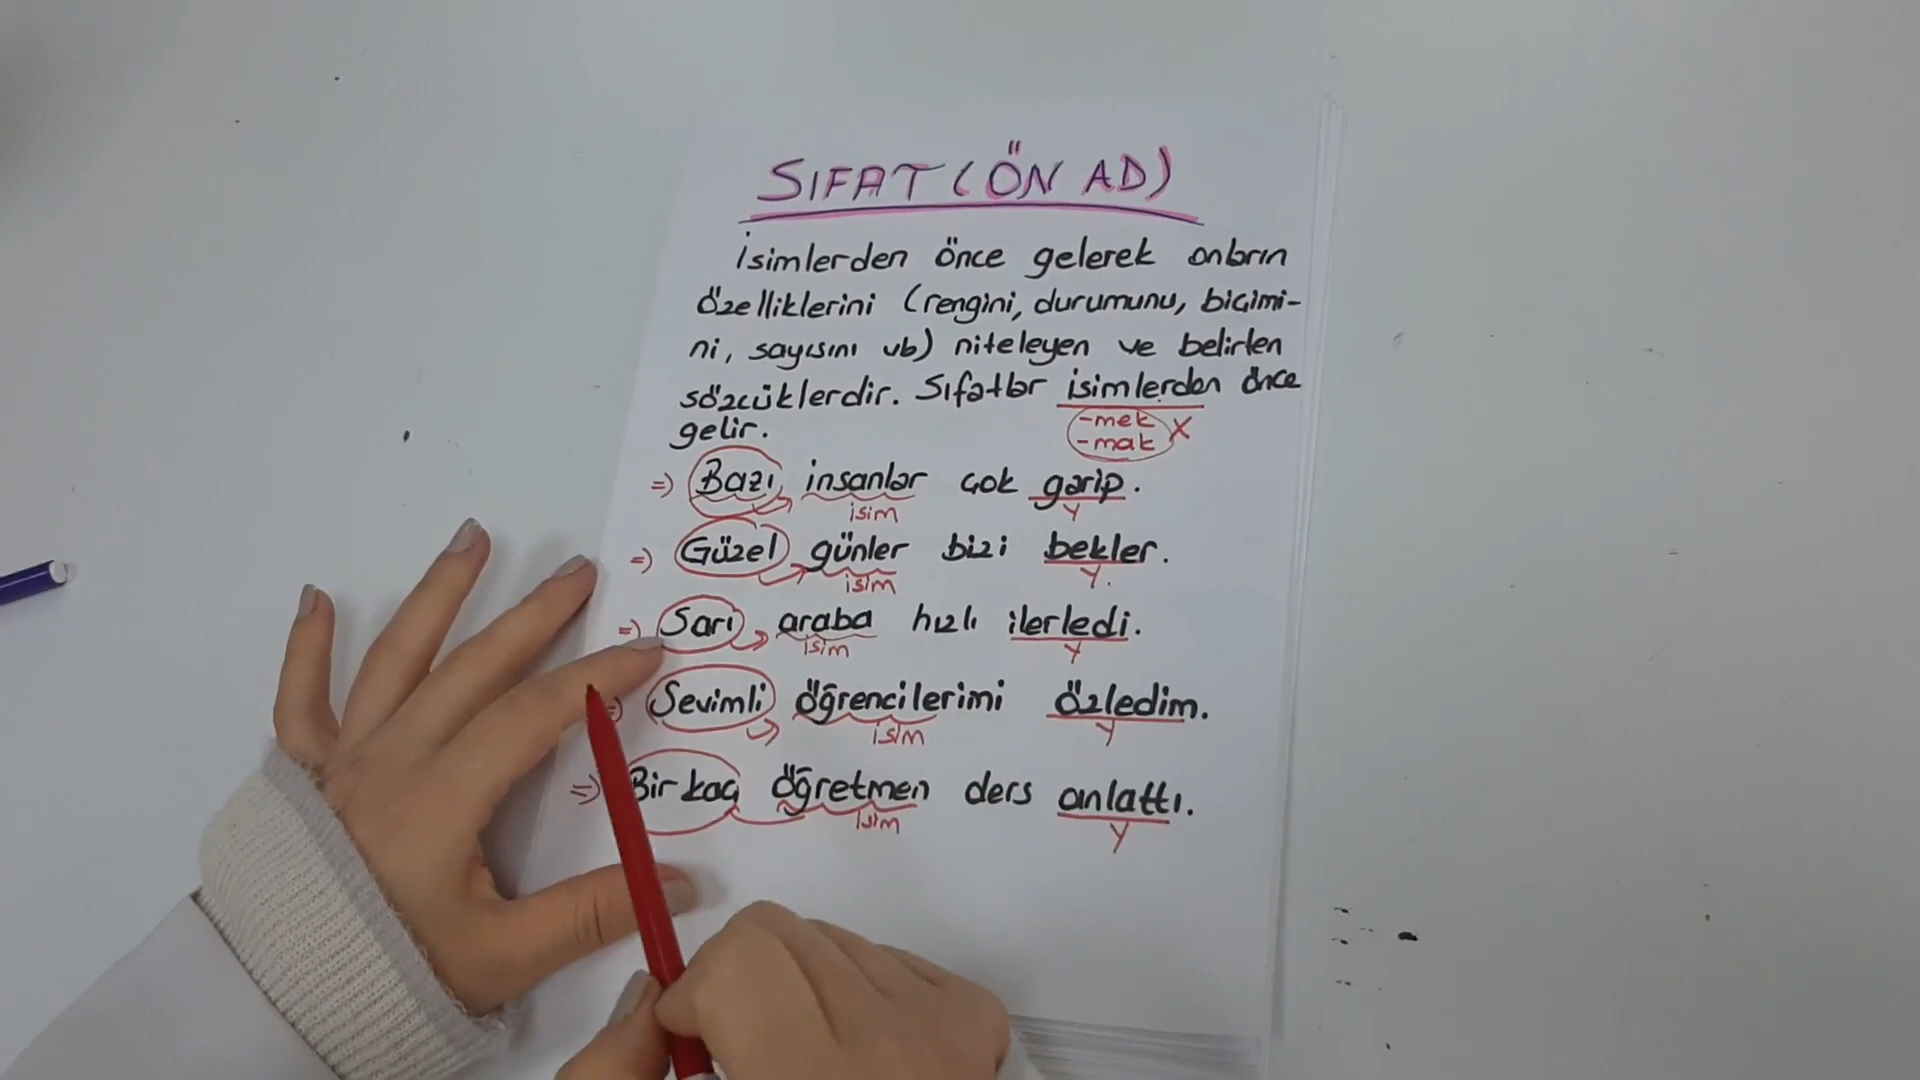 SIFAT (ÖN AD)
İsimlerden önce gelerek onların
özelliklerini (rengini, durumunu, biçimi-
ni, sayısını vb) niteleyen ve belirten
sözcüklerdir. Sıfatlar isimlerden önce
-mek
-mak X
gelir.
=) Bazı insanlar çok garip.
isim Y
=) Güzel günler bizi bekler.
isim Y.
=) Sarı araba hızlı ilerledi.
isim Y
=) Sevimli öğrencilerimi özledim.
isim Y
=) Bir kaç öğretmen ders anlattı.
isim Y